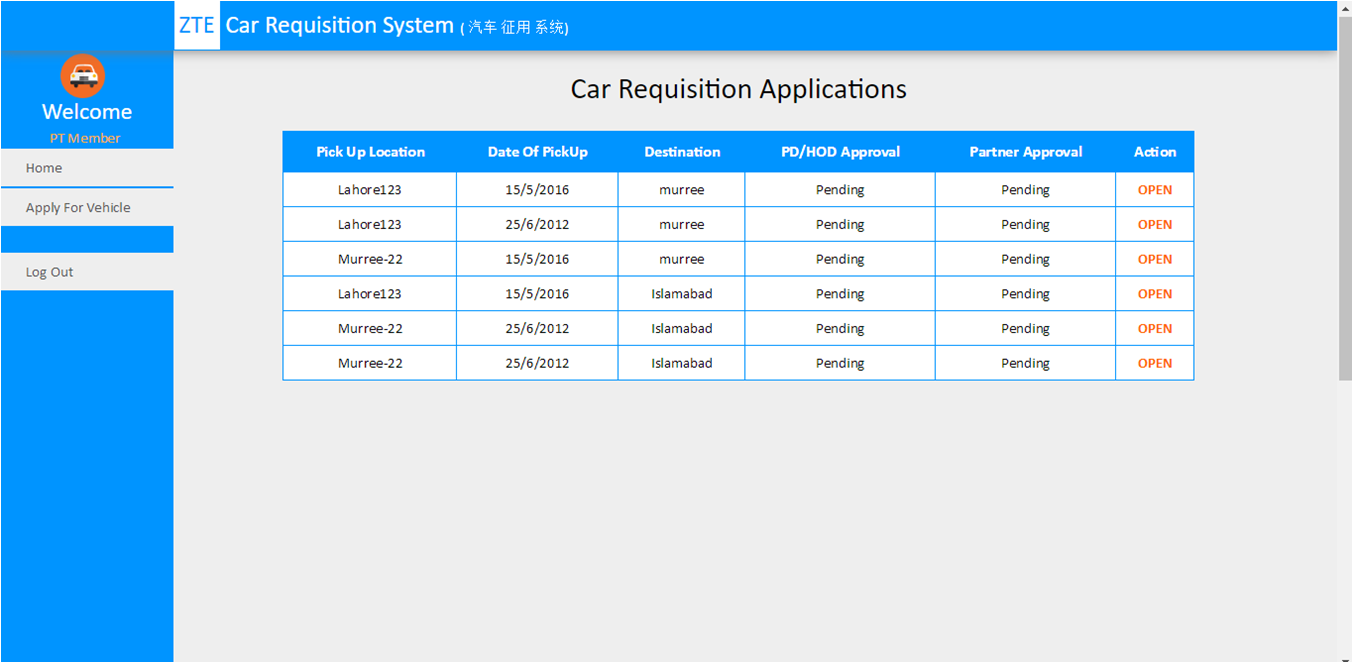 ZTE Car Requisition System ( 汽车 征用 系统)
Welcome
PT Member
Home
Apply For Vehicle
Log Out
Car Requisition Applications
Pick Up Location Date Of PickUp Destination PD/HOD Approval Partner Approval Action
Lahore123 15/5/2016 murree Pending Pending OPEN
Lahore123 25/6/2012 murree Pending Pending OPEN
Murree-22 15/5/2016 murree Pending Pending OPEN
Lahore123 15/5/2016 Islamabad Pending Pending OPEN
Murree-22 25/6/2012 Islamabad Pending Pending OPEN
Murree-22 25/6/2012 Islamabad Pending Pending OPEN